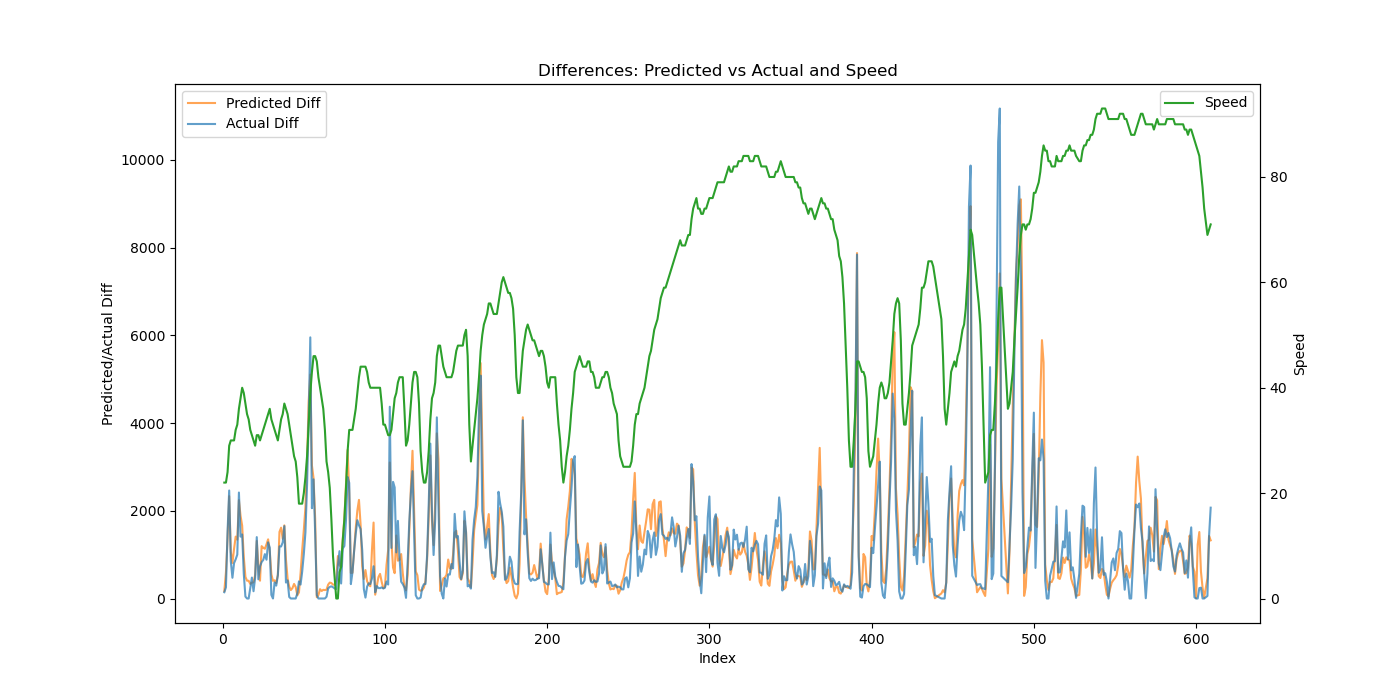 Differences: Predicted vs Actual and Speed
Predicted Diff
Actual Diff
Speed
Predicted/Actual Diff
10000
8000
6000
4000
2000
0
80
60
40
20
0
Speed
0 100 200 300 400 500 600
Index